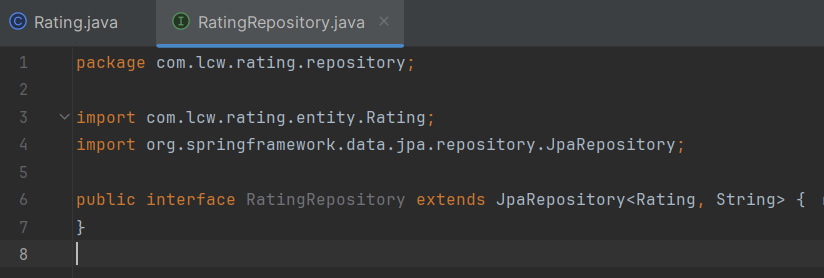 Rating.java RatingRepository.java
1 package com.lcw.rating.repository;
2
3 import com.lcw.rating.entity.Rating;
4 import org.springframework.data.jpa.repository.JpaRepository;
5
6 public interface RatingRepository extends JpaRepository<Rating, String> {
7 }
8